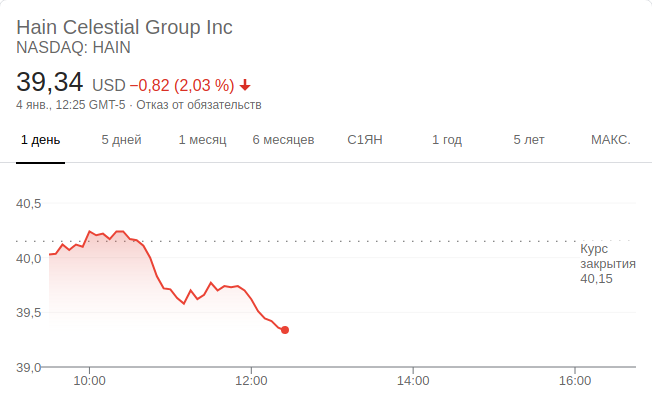 Hain Celestial Group Inc
NASDAQ: HAIN
39,34 USD −0,82 (2,03 %)
4 янв., 12:25 GMT-5 · Отказ от обязательств
1 день 5 дней 1 месяц 6 месяцев С1ЯН 1 год 5 лет МАКС.
40,5
40,0
39,5
39,0
Курс
закрытия
40,15
10:00 12:00 14:00 16:00